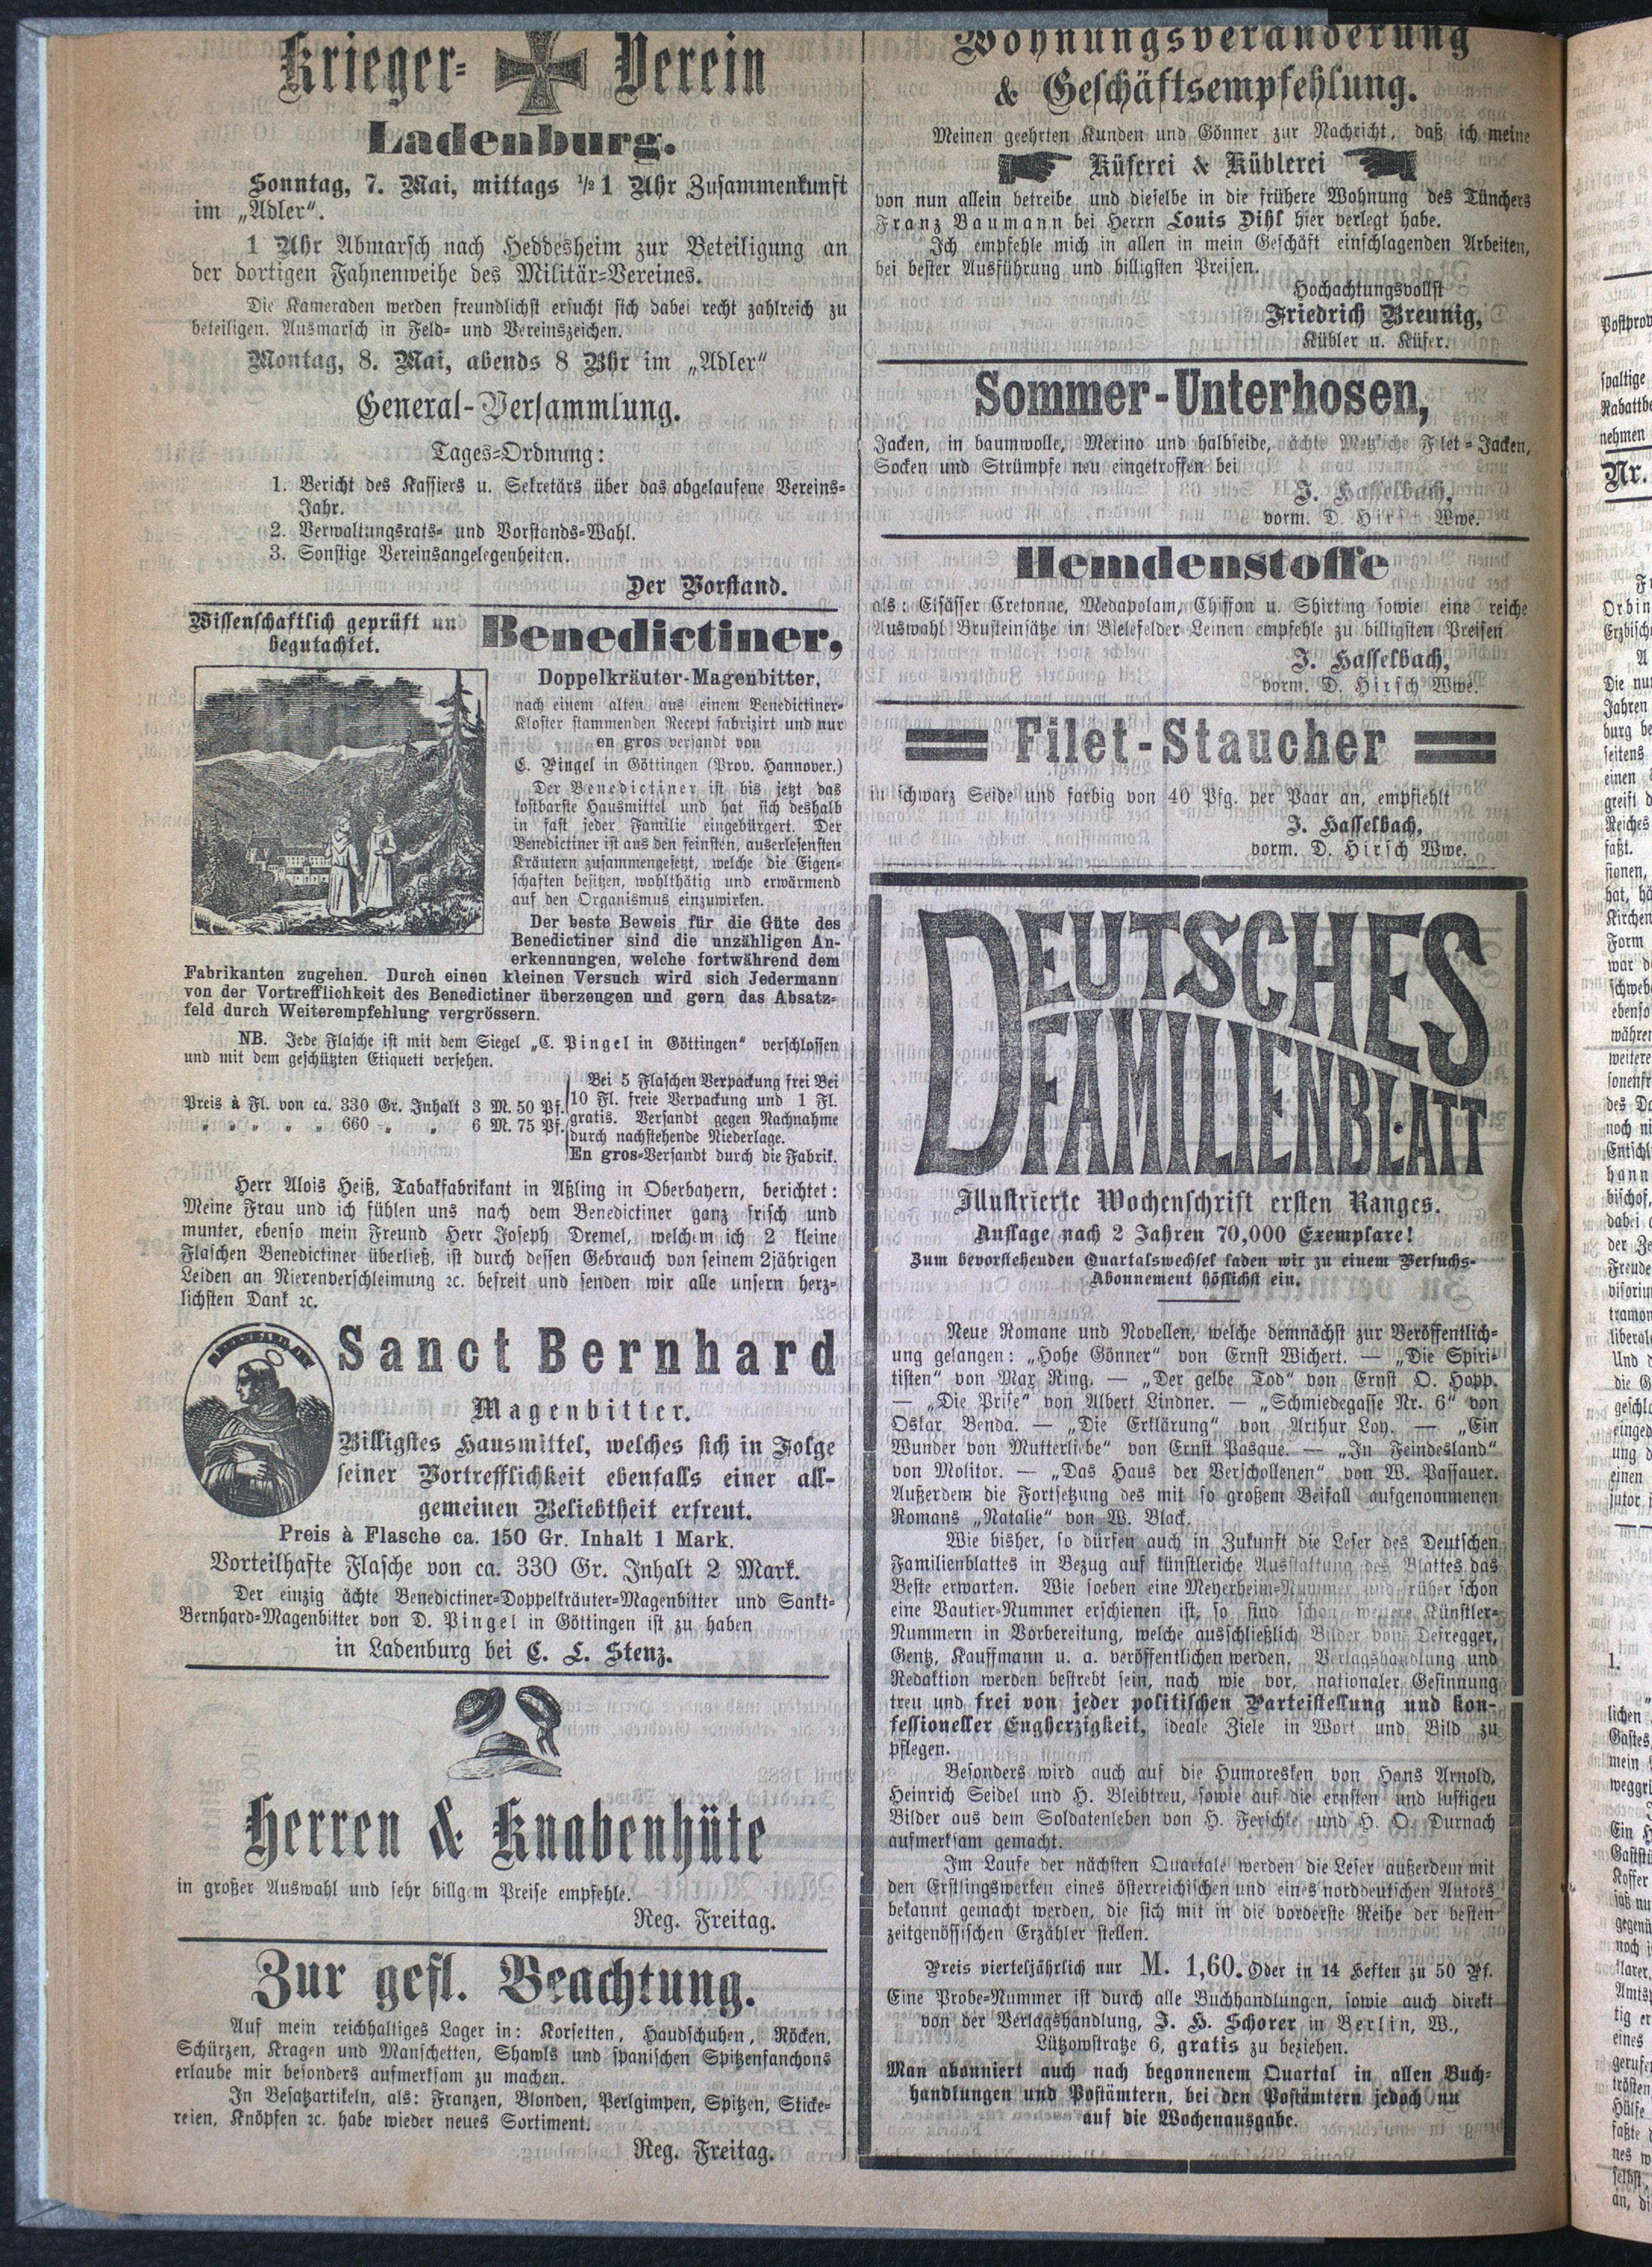 Krieger- Verein
Ladenburg.
Sonntag, 7. Mai, mittags ½1 Uhr Zusammenkunft
im „Adler“.
1 Uhr Abmarsch nach Heddesheim zur Beteiligung an
der dortigen Fahnenweihe des Militär-Vereines.
Die Kameraden werden freundlichst ersucht sich dabei recht zahlreich zu
beteiligen. Ausmarsch in Feld- und Vereinszeichen.
Montag, 8. Mai, abends 8 Uhr im „Adler“
General-Versammlung.
Tages-Ordnung:
1. Bericht des Kassiers u. Sekretärs über das abgelaufene Vereins-
Jahr.
2. Verwaltungsrats- und Vorstands-Wahl.
3. Sonstige Vereinsangelegenheiten.
Der Vorstand.
Wissenschaftlich geprüft und
begutachtet.
Benedictiner,
Doppelkräuter-Magenbitter,
nach einem alten aus einem Benedictiner-
Kloster stammenden Recept fabrizirt und nur
en gros versandt von
C. Pingel in Göttingen (Prov. Hannover.)
Der Benedictiner ist bis jetzt das
kostbarste Hausmittel und hat sich deshalb
in fast jeder Familie eingebürgert. Der
Benedictiner ist aus den feinsten, auserlesensten
Kräutern zusammengesetzt, welche die Eigen-
schaften besitzen, wohlthätig und erwärmend
auf den Organismus einzuwirken.
Der beste Beweis für die Güte des
Benedictiner sind die unzähligen An-
erkennungen, welche fortwährend dem
Fabrikanten zugehen. Durch einen kleinen Versuch wird sich Jedermann
von der Vortrefflichkeit des Benedictiner überzeugen und gern das Absatz-
feld durch Weiterempfehlung vergrössern.
NB. Jede Flasche ist mit dem Siegel „C. Pingel in Göttingen“ verschlossen
und mit dem geschützten Etiquett versehen.
Preis à Fl. von ca. 330 Gr. Inhalt 3 M. 50 Pf.
„ „ „ „ „ 660 „ „ 6 M. 75 Pf.
Bei 5 Flaschen Verpackung frei Bei
10 Fl. freie Verpackung und 1 Fl.
gratis. Versandt gegen Nachnahme
durch nachstehende Niederlage.
En gros-Versandt durch die Fabrik.
Herr Alois Heiß, Tabakfabrikant in Aßling in Oberbayern, berichtet:
Meine Frau und ich fühlen uns nach dem Benedictiner ganz frisch und
munter, ebenso mein Freund Herr Joseph Dremel, welchem ich 2 kleine
Flaschen Benedictiner überließ, ist durch dessen Gebrauch von seinem 2jährigen
Leiden an Nierenverschleimung ꝛc. befreit und senden wir alle unsern herz-
lichsten Dank ꝛc.
Sanct Bernhard
Magenbitter.
Billigstes Hausmittel, welches sich in Folge
seiner Vortrefflichkeit ebenfalls einer all-
gemeinen Beliebtheit erfreut.
Preis à Flasche ca. 150 Gr. Inhalt 1 Mark.
Vorteilhafte Flasche von ca. 330 Gr. Inhalt 2 Mark.
Der einzig ächte Benedictiner-Doppelkräuter-Magenbitter und Sankt-
Bernhard-Magenbitter von D. Pingel in Göttingen ist zu haben
in Ladenburg bei C. L. Stenz.
Herren & Knabenhüte
in großer Auswahl und sehr billgem Preise empfehle.
Reg. Freitag.
Zur gefl. Beachtung.
Auf mein reichhaltiges Lager in: Korsetten, Handschuhen, Röcken,
Schürzen, Kragen und Manschetten, Shawls und spanischen Spitzenfanchons
erlaube mir besonders aufmerksam zu machen.
In Besatzartikeln, als: Franzen, Blonden, Perlgimpen, Spitzen, Sticke-
reien, Knöpfen ꝛc. habe wieder neues Sortiment.
Reg. Freitag.
Wohnungsveränderung
& Geschäftsempfehlung.
Meinen geehrten Kunden und Gönner zur Nachricht, daß ich meine
Küferei & Küblerei
von nun allein betreibe und dieselbe in die frühere Wohnung des Tünchers
Franz Baumann bei Herrn Louis Dihl hier verlegt habe.
Ich empfehle mich in allen in mein Geschäft einschlagenden Arbeiten,
bei bester Ausführung und billigsten Preisen.
Hochachtungsvollst
Friedrich Breunig,
Kübler u. Küfer.
Sommer-Unterhosen,
Jacken, in baumwolle, Merino und halbseide, ächte Metz'sche Filet-Jacken,
Socken und Strümpfe neu eingetroffen bei
J. Hasselbach,
vorm. D. Hirsch Wwe.
Hemdenstoffe
als: Elsässer Cretonne, Medapolam, Chiffon u. Shirting sowie eine reiche
Auswahl Brusteinsätze in Bielefelder Leinen empfehle zu billigsten Preisen
J. Hasselbach,
vorm. D. Hirsch Wwe.
Filet-Staucher
in schwarz Seide und farbig von 40 Pfg. per Paar an, empfiehlt
J. Hasselbach,
vorm. D. Hirsch Wwe.
DEUTSCHES
FAMILIENBLATT
Illustrierte Wochenschrift ersten Ranges.
Auflage nach 2 Jahren 70,000 Exemplare!
Zum bevorstehenden Quartalswechsel laden wir zu einem Versuchs-
Abonnement höflichst ein.
Neue Romane und Novellen, welche demnächst zur Veröffentlich-
ung gelangen: „Hohe Gönner“ von Ernst Wichert. — „Die Spiri-
tisten“ von Max Ring. — „Der gelbe Tod“ von Ernst O. Hopp.
— „Die Prise“ von Albert Lindner. — „Schmiedegasse Nr. 6“ von
Oskar Benda. — „Die Erklärung“ von Arthur Loy. — „Ein
Wunder von Mutterliebe“ von Ernst Pasque. — „In Feindesland“
von Molitor. — „Das Haus der Verschollenen“ von W. Passauer.
Außerdem die Fortsetzung des mit so großem Beifall aufgenommenen
Romans „Natalie“ von W. Black.
Wie bisher, so dürfen auch in Zukunft die Leser des Deutschen
Familienblattes in Bezug auf künstleriche Ausstattung des Blattes das
Beste erwarten. Wie soeben eine Meyerheim-Nummer und früher schon
eine Vautier-Nummer erschienen ist, so sind schon weitere Künstler-
Nummern in Vorbereitung, welche ausschließlich Bilder von Defregger,
Gentz, Kauffmann u. a. veröffentlichen werden. Verlagshandlung und
Redaktion werden bestrebt sein, nach wie vor, nationaler Gesinnung
treu und frei von jeder politischen Parteistellung und kon-
fessioneller Engherzigkeit, ideale Ziele in Wort und Bild zu
pflegen.
Besonders wird auch auf die Humoresken von Hans Arnold,
Heinrich Seidel und H. Bleibtreu, sowie auf die ernsten und lustigen
Bilder aus dem Soldatenleben von H. Ferschke und H. O. Durnach
aufmerksam gemacht.
Im Laufe der nächsten Quartale werden die Leser außerdem mit
den Erstlingswerken eines österreichischen und eines norddeutschen Autors
bekannt gemacht werden, die sich mit in die vorderste Reihe der besten
zeitgenössischen Erzähler stellen.
Preis vierteljährlich nur M. 1,60. Oder in 14 Heften zu 50 Pf.
Eine Probe-Nummer ist durch alle Buchhandlungen, sowie auch direkt
von der Verlagshandlung, J. H. Schorer in Berlin, W.,
Lützowstraße 6, gratis zu beziehen.
Man abonniert auch nach begonnenem Quartal in allen Buch-
handlungen und Postämtern, bei den Postämtern jedoch nu
auf die Wochenausgabe.